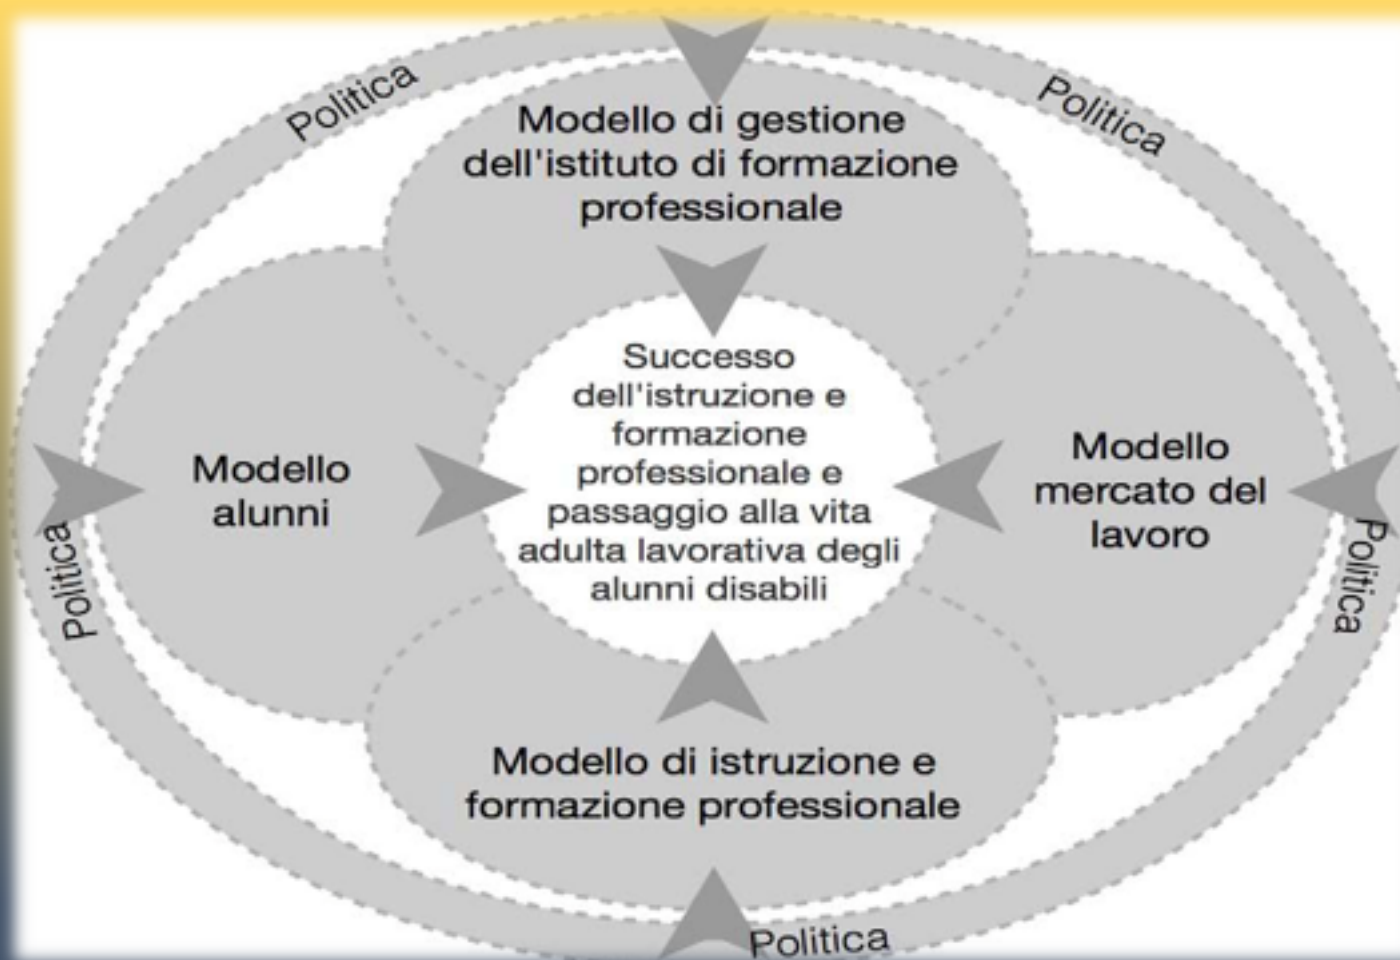 Politica
Politica
Modello di gestione
dell'istituto di formazione
professionale
Successo
dell'istruzione e
formazione
professionale e
passaggio alla vita
adulta lavorativa degli
alunni disabili
Modello
alunni
Modello
mercato del
lavoro
Politica
Politica
Modello di istruzione e
formazione professionale
Politica